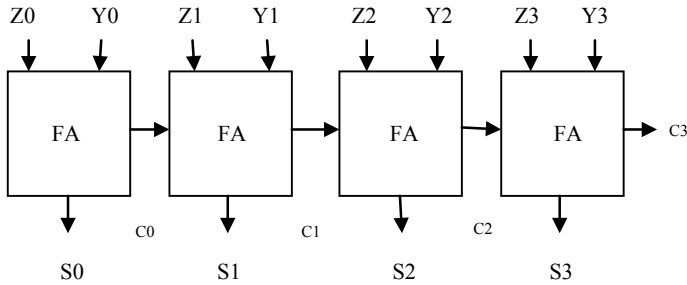 Z0 Y0 Z1 Y1 Z2 Y2 Z3 Y3
FA FA FA FA C3
C0 C1 C2
S0 S1 S2 S3